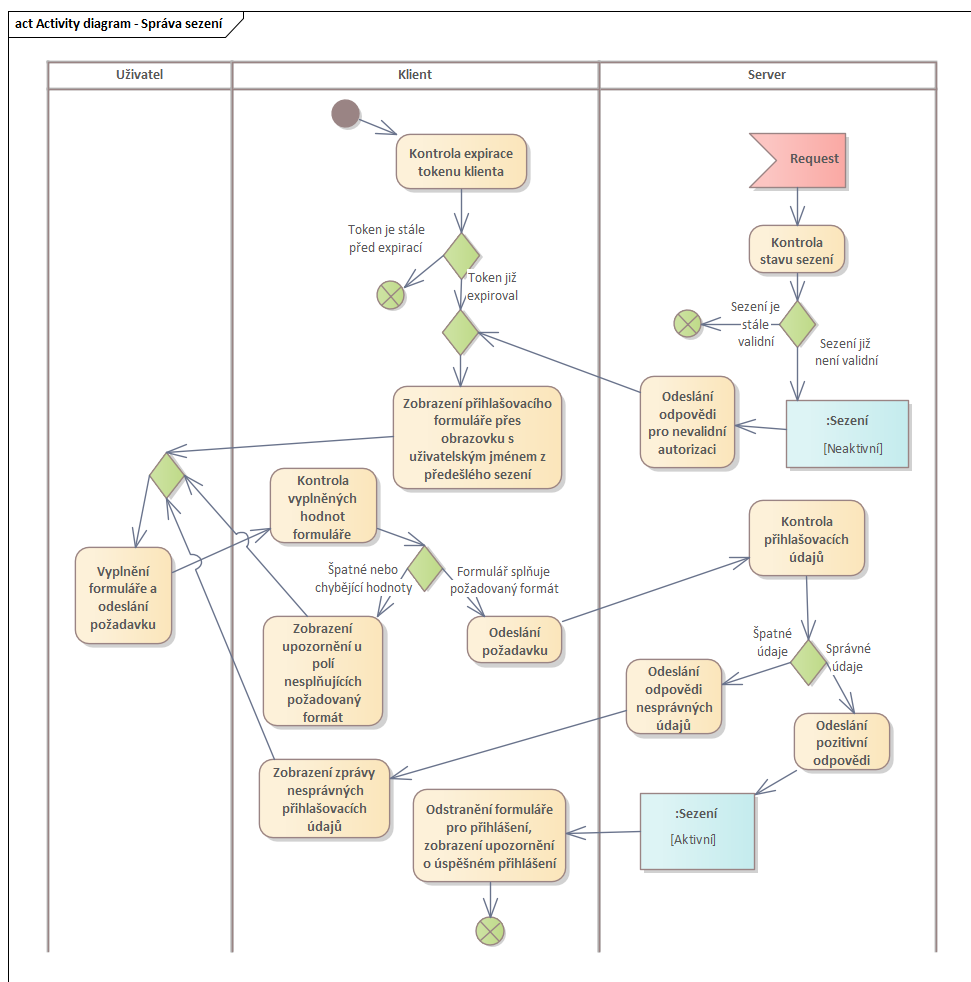 act Activity diagram - Správa sezení
Uživatel
Klient
Server
Kontrola expirace
tokenu klienta
Request
Token je stále
před expirací
Kontrola
stavu sezení
Token již
expiroval
Sezení je
stále
validní
Sezení již
není validní
Zobrazení přihlašovacího
formuláře přes
obrazovku s
uživatelským jménem z
předešlého sezení
Odeslání
odpovědi
pro nevalidní
autorizaci
:Sezení
[Neaktivní]
Kontrola
vyplněných
hodnot
formuláře
Kontrola
přihlašovacích
údajů
Vyplnění
formuláře a
odeslání
požadavku
Špatné nebo
chybějící hodnoty
Formulář splňuje
požadovaný formát
Zobrazení
upozornění u
polí
nesplňujících
požadovaný
formát
Odeslání
požadavku
Špatné
údaje
Správné
údaje
Odeslání
odpovědi
nesprávných
údajů
Odeslání
pozitivní
odpovědi
Zobrazení zprávy
nesprávných
přihlašovacích
údajů
Odstranění formuláře
pro přihlášení,
zobrazení upozornění
o úspěšném přihlášení
:Sezení
[Aktivní]